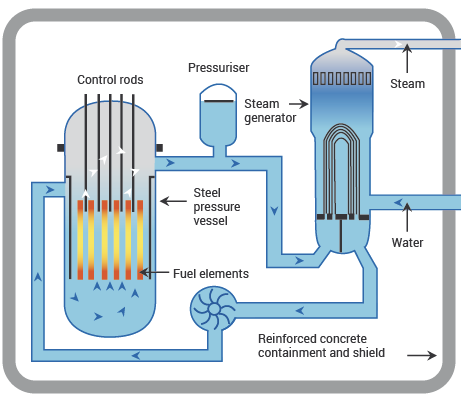 Control rods
Pressuriser
Steam
generator
Steam
Steel
pressure
vessel
Water
Fuel elements
Reinforced concrete
containment and shield